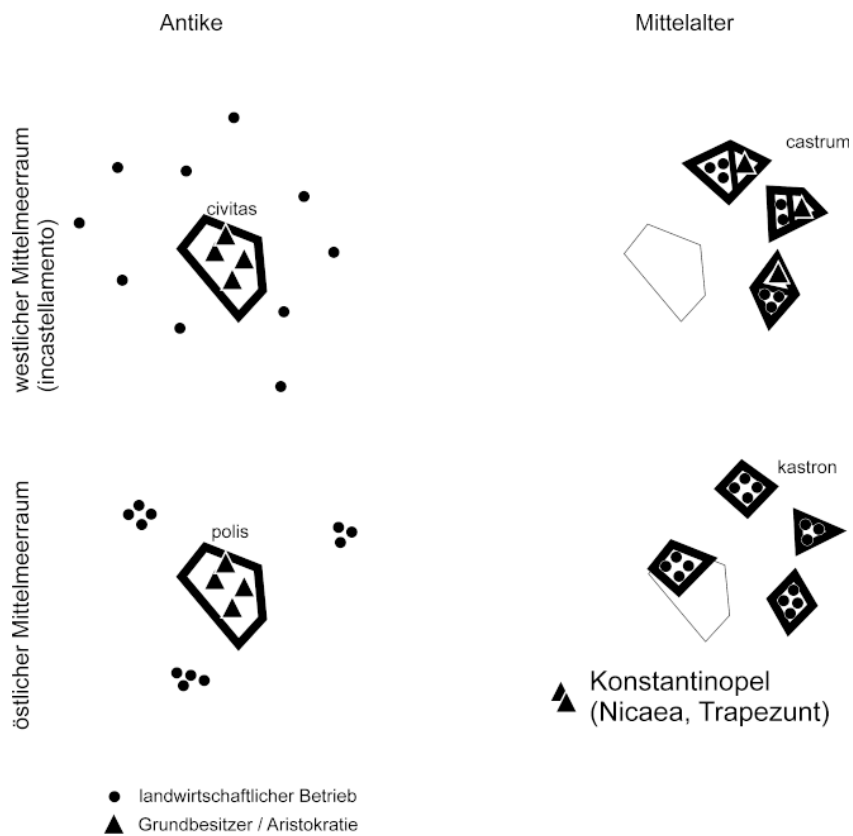 Antike
Mittelalter
westlicher Mittelmeerraum
(incastellamento)
civitas
castrum
östlicher Mittelmeerraum
polis
kastron
Konstantinopel
(Nicaea, Trapezunt)
landwirtschaftlicher Betrieb
Grundbesitzer / Aristokratie